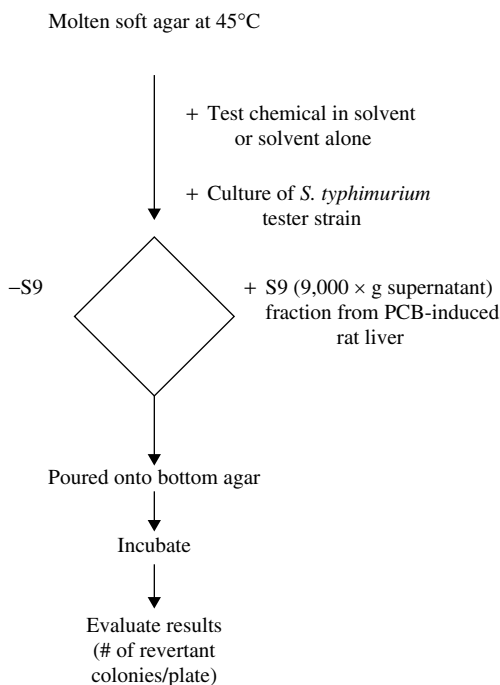 Molten soft agar at 45°C
+ Test chemical in solvent
or solvent alone
+ Culture of S. typhimurium
tester strain
−S9
+ S9 (9,000 × g supernatant)
fraction from PCB-induced
rat liver
Poured onto bottom agar
Incubate
Evaluate results
(# of revertant
colonies/plate)